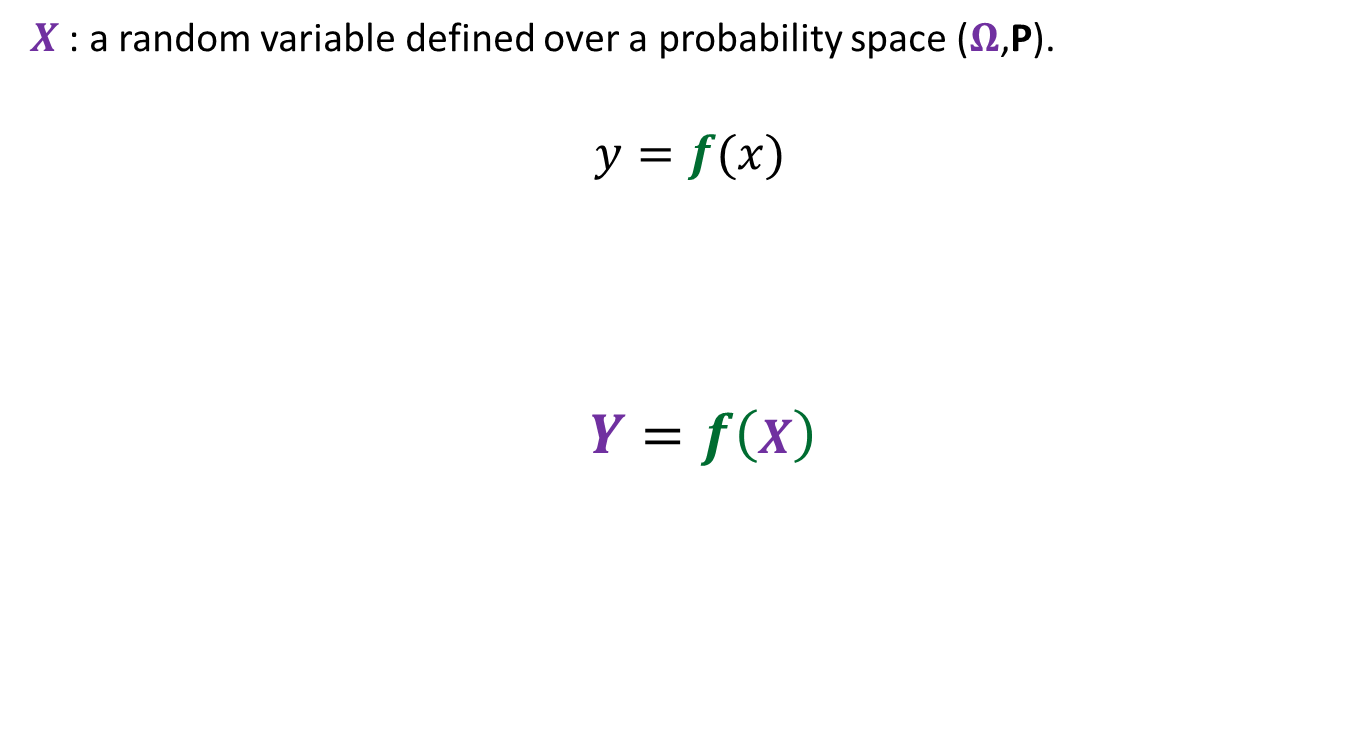 X : a random variable defined over a probability space (Ω,P).
y = f(x)
Y = f(X)